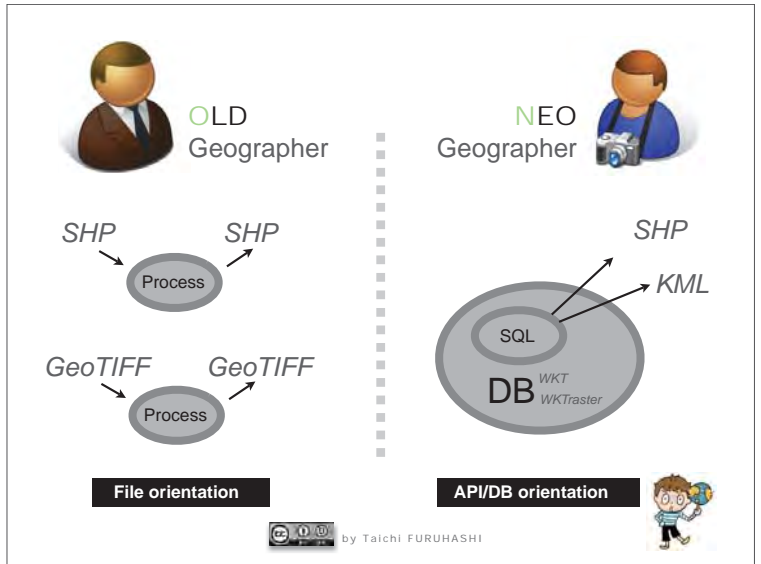 OLD
Geographer
SHP
SHP
Process
GeoTIFF
GeoTIFF
Process
File orientation
NEO
Geographer
SHP
KML
SQL
DB
WKT
WKTraster
API/DB orientation
by Taichi FURUHASHI